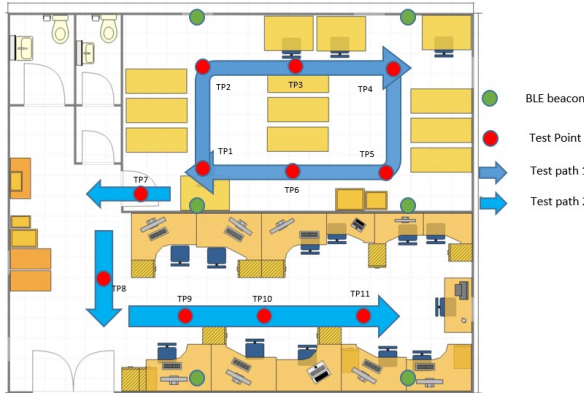 TP2
TP3
TP4
TP1
TP5
TP6
TP7
TP8
TP9
TP10
TP11
BLE beacon
Test Point
Test path 1
Test path 2